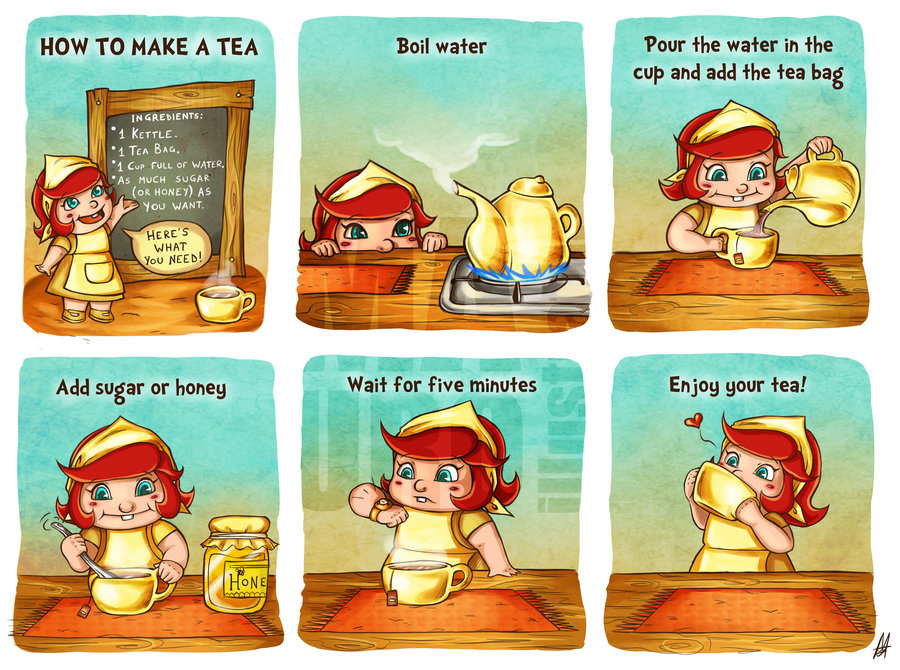 HOW TO MAKE A TEA
INGREDIENTS:
• 1 KETTLE.
• 1 TEA BAG.
• 1 CUP FULL OF WATER.
• AS MUCH SUGAR
(OR HONEY) AS
YOU WANT.
HERE'S
WHAT
YOU NEED!
Boil water
Pour the water in the
cup and add the tea bag
Add sugar or honey
HONE
Wait for five minutes
Enjoy your tea!